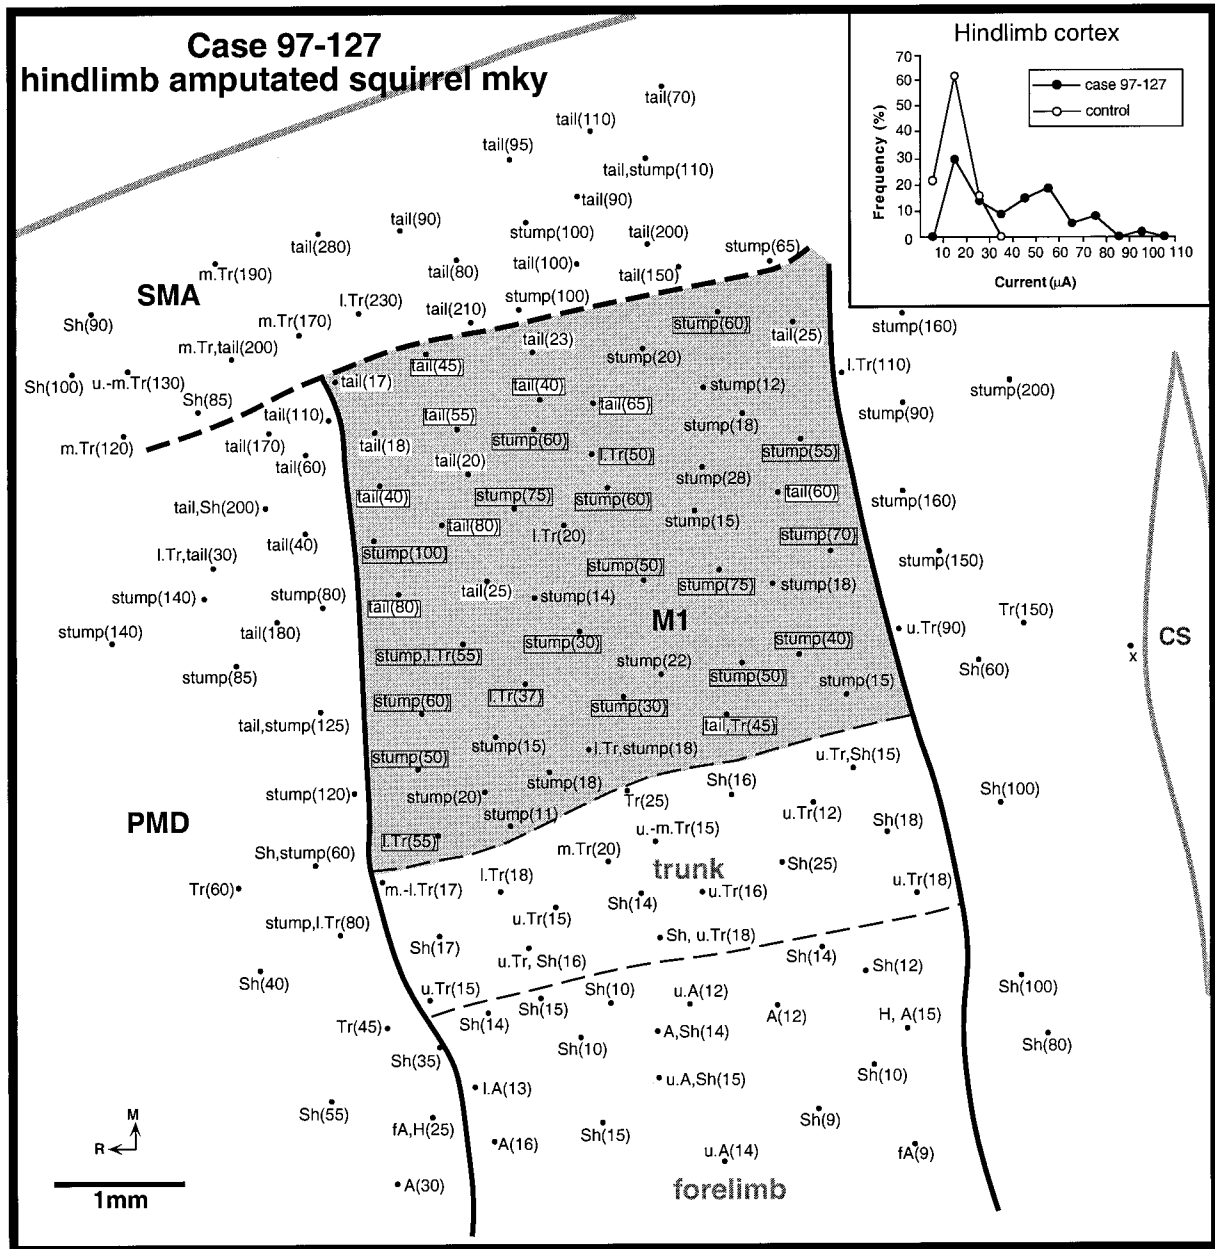 Case 97-127
hindlimb amputated squirrel mky
Hindlimb cortex
Frequency (%)
70
60
50
40
30
20
10
0
case 97-127
control
10 20 30 40 50 60 70 80 90 100 110
Current (µA)
tail(70)
tail(110)
tail(95)
tail,stump(110)
tail(90)
tail(90)
stump(100)
tail(200)
tail(280)
stump(65)
tail(80)
tail(100)
tail(150)
m.Tr(190)
SMA
l.Tr(230)
tail(210)
stump(100)
Sh(90)
m.Tr(170)
stump(60)
tail(25)
stump(160)
m.Tr,tail(200)
tail(23)
stump(20)
tail(45)
l.Tr(110)
Sh(100)
u.-m.Tr(130)
tail(17)
tail(40)
stump(12)
stump(200)
Sh(85)
tail(65)
tail(110)
tail(55)
stump(18)
stump(90)
m.Tr(120)
tail(170)
tail(18)
stump(60)
stump(55)
tail(60)
tail(20)
l.Tr(50)
stump(28)
tail(40)
stump(75)
stump(60)
tail(60)
stump(160)
tail,Sh(200)
tail(80)
l.Tr(20)
stump(15)
stump(70)
tail(40)
stump(100)
l.Tr,tail(30)
stump(50)
stump(150)
stump(140)
stump(80)
tail(80)
tail(25)
stump(14)
stump(75)
stump(18)
Tr(150)
stump(140)
tail(180)
M1
u.Tr(90)
CS
stump,l.Tr(55)
stump(30)
stump(40)
x
stump(85)
stump(22)
stump(50)
Sh(60)
stump(60)
l.Tr(37)
stump(30)
stump(15)
tail,stump(125)
tail,Tr(45)
stump(50)
stump(15)
l.Tr,stump(18)
u.Tr,Sh(15)
stump(120)
stump(20)
stump(18)
Sh(16)
Sh(100)
PMD
stump(11)
Tr(25)
u.Tr(12)
l.Tr(55)
u.-m.Tr(15)
Sh(18)
Sh,stump(60)
m.Tr(20)
trunk
Sh(25)
Tr(60)
m.-l.Tr(17)
l.Tr(18)
Sh(14)
u.Tr(16)
u.Tr(18)
stump,l.Tr(80)
u.Tr(15)
Sh(17)
Sh, u.Tr(18)
u.Tr, Sh(16)
Sh(14)
Sh(12)
Sh(40)
u.Tr(15)
Sh(10)
u.A(12)
Sh(100)
Sh(14)
Sh(15)
A(12)
H, A(15)
Tr(45)
A,Sh(14)
Sh(35)
Sh(10)
Sh(80)
l.A(13)
u.A,Sh(15)
Sh(10)
Sh(55)
fA,H(25)
A(16)
Sh(15)
Sh(9)
M
R
u.A(14)
fA(9)
A(30)
forelimb
1mm